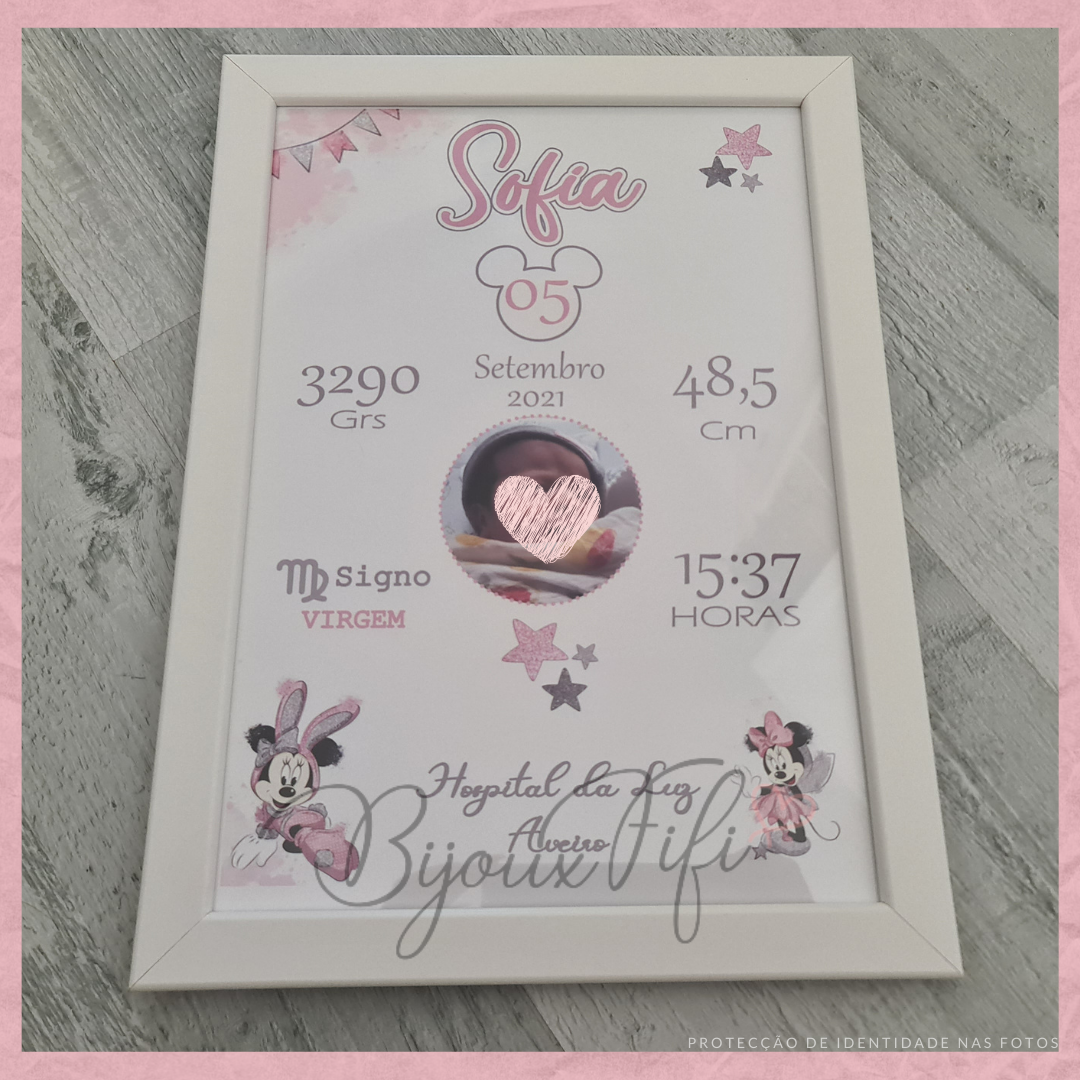 Sofia
05
Setembro
2021
3290
Grs
48,5
Cm
Signo
VIRGEM
15:37
HORAS
Hospital da Luz
Aveiro
Bijoux Fifi
PROTECÇÃO DE IDENTIDADE NAS FOTOS